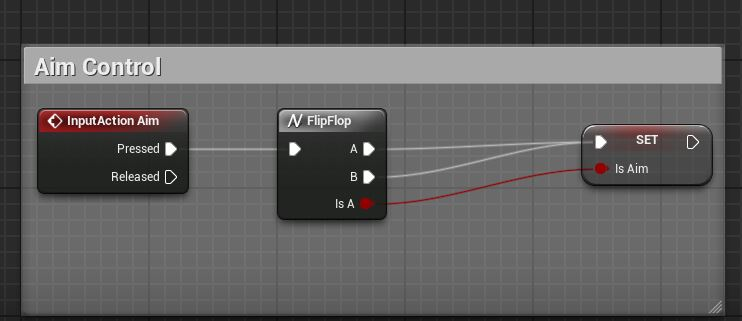 Aim Control
InputAction Aim
Pressed
Released
FlipFlop
A
B
Is A
SET
Is Aim